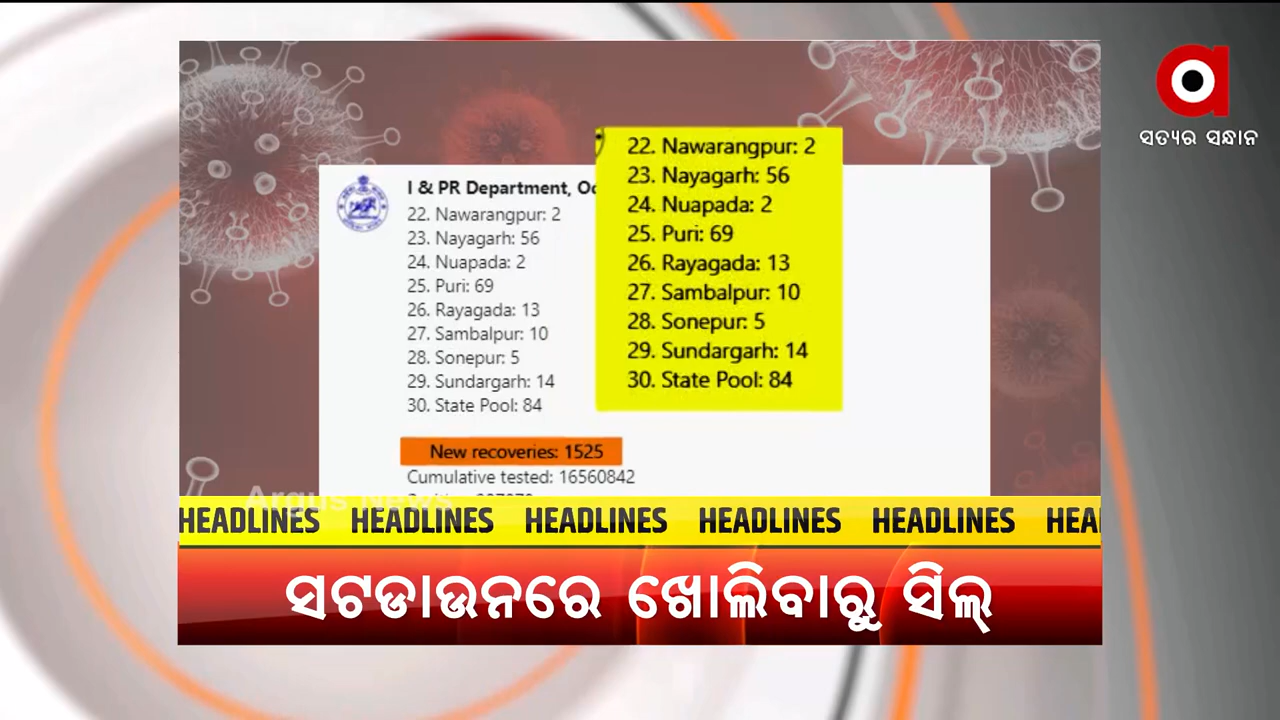 ସତ୍ୟର ସନ୍ଧାନ
I & PR Department, 
22. Nawarangpur: 2
23. Nayagarh: 56
24. Nuapada: 2
25. Puri: 69
26. Rayagada: 13
27. Sambalpur: 10
28. Sonepur: 5
29. Sundargarh: 14
30. State Pool: 84
22. Nawarangpur: 2
23. Nayagarh: 56
24. Nuapada: 2
25. Puri: 69
26. Rayagada: 13
27. Sambalpur: 10
28. Sonepur: 5
29. Sundargarh: 14
30. State Pool: 84
New recoveries: 1525
Cumulative tested: 16560842
Argus News
HEADLINES HEADLINES HEADLINES HEADLINES HEADLINES HEA
ସଟଡାଉନରେ ଖୋଲିବାରୁ ସିଲ୍